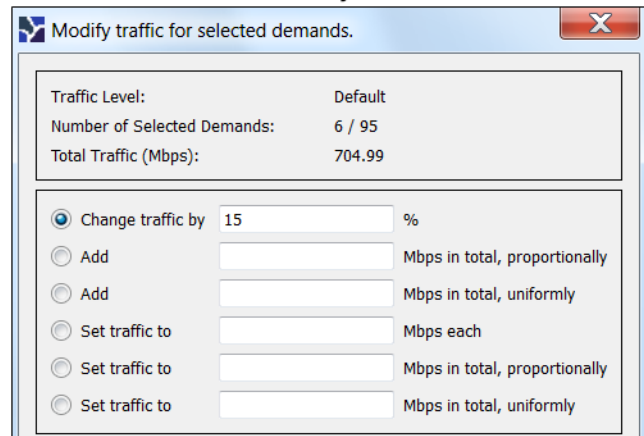 Modify traffic for selected demands.
Traffic Level: Default
Number of Selected Demands: 6 / 95
Total Traffic (Mbps): 704.99
Change traffic by 15 %
Add Mbps in total, proportionally
Add Mbps in total, uniformly
Set traffic to Mbps each
Set traffic to Mbps in total, proportionally
Set traffic to Mbps in total, uniformly